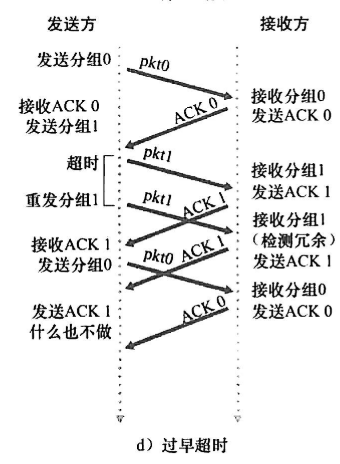 发送方
接收方
发送分组0
pkt0
接收分组0
发送ACK 0
ACK 0
接收ACK 0
发送分组1
超时
pkt1
接收分组1
发送ACK 1
重发分组1
pkt1
ACK 1
接收分组1
(检测冗余)
发送ACK 1
接收ACK 1
发送分组0
pkt0
ACK 1
接收分组0
发送ACK 0
发送ACK 1
什么也不做
ACK 0
d）过早超时